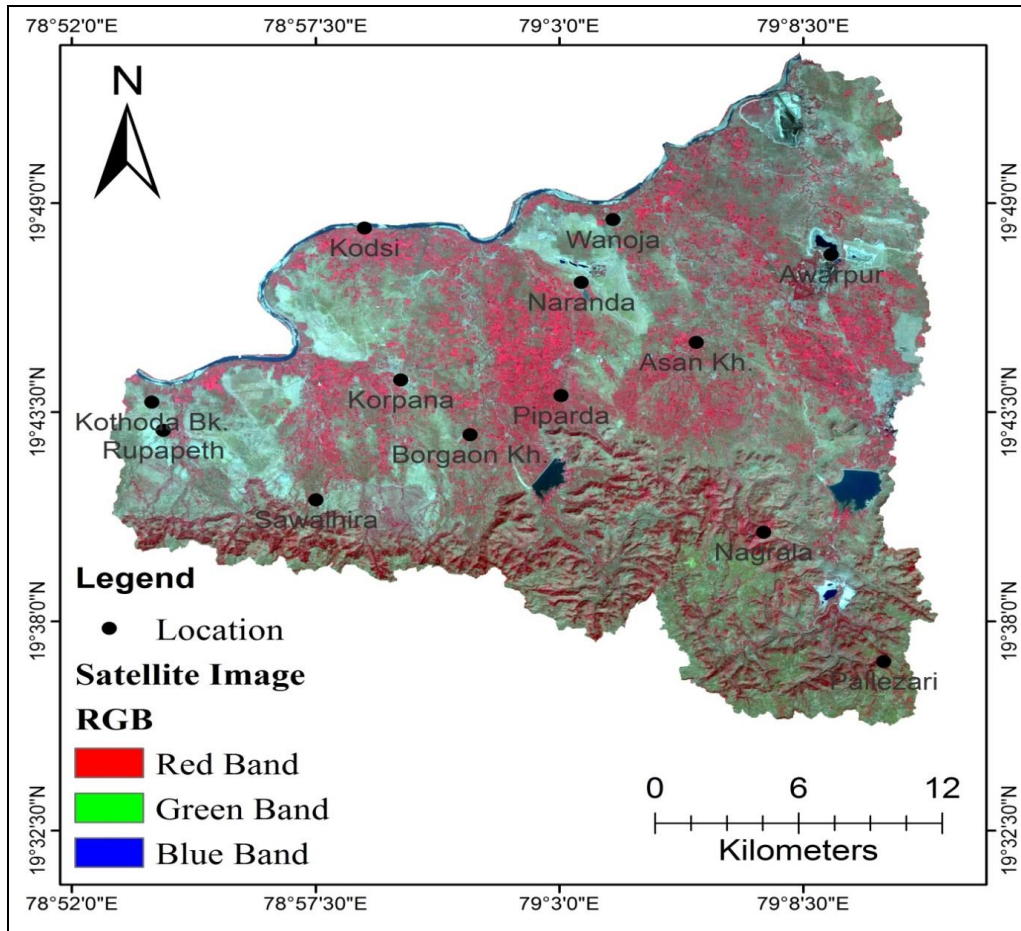 78°52'0"E 78°57'30"E 79°3'0"E 79°8'30"E
N
19°49'0"N 19°49'0"N
Kodsi
Wanoja
Awarpur
Naranda
Asan Kh.
Korpana
Piparda
19°43'30"N 19°43'30"N
Kothoda Bk.
Rupapeth
Borgaon Kh.
Sawalhira
Nagrala
Legend
Location
19°38'0"N 19°38'0"N
Satellite Image
Pallezari
RGB
Red Band
0 6 12
Green Band
Kilometers
19°32'30"N 19°32'30"N
Blue Band
78°52'0"E 78°57'30"E 79°3'0"E 79°8'30"E